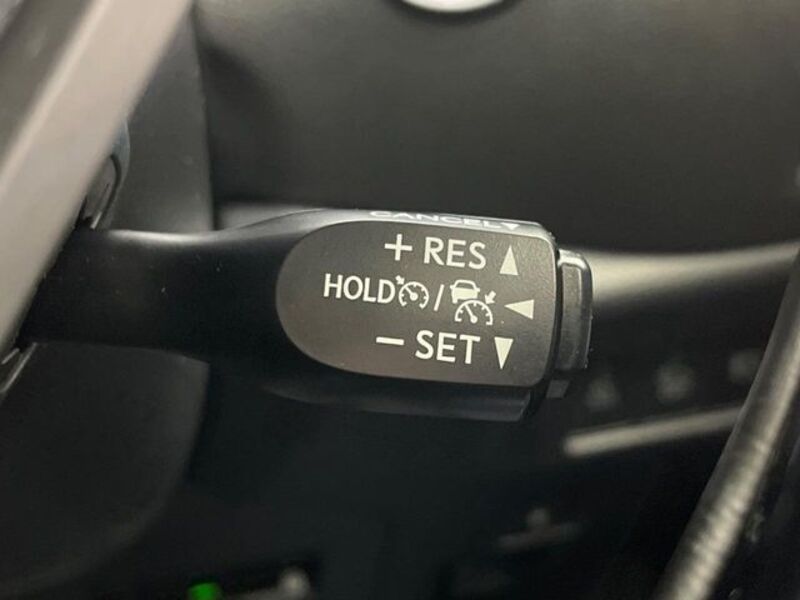 CANCEL▼
+ RES ▲
HOLD / ◀
− SET ▼